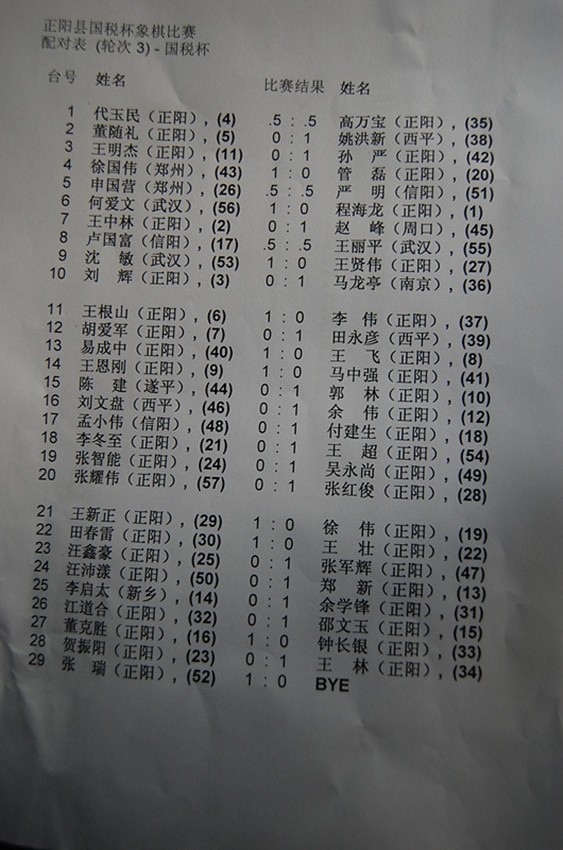 正阳县国税杯象棋比赛
配对表 (轮次 3) - 国税杯
台号 姓名 比赛结果 姓名
1 代玉民（正阳）, (4) .5 : .5 高万宝（正阳）, (35)
2 董随礼（正阳）, (5) 0 : 1 姚洪新（西平）, (38)
3 王明杰（正阳）, (11) 0 : 1 孙 严（正阳）, (42)
4 徐国伟（郑州）, (43) 1 : 0 管 磊（正阳）, (20)
5 申国营（郑州）, (26) .5 : .5 严 明（信阳）, (51)
6 何爱文（武汉）, (56) 1 : 0 程海龙（正阳）, (1)
7 王中林（正阳）, (2) 0 : 1 赵 峰（周口）, (45)
8 卢国富（信阳）, (17) .5 : .5 王丽平（武汉）, (55)
9 沈 敏（武汉）, (53) 1 : 0 王贤伟（正阳）, (27)
10 刘 辉（正阳）, (3) 0 : 1 马龙亭（南京）, (36)
11 王根山（正阳）, (6) 1 : 0 李 伟（正阳）, (37)
12 胡爱军（正阳）, (7) 0 : 1 田永彦（西平）, (39)
13 易成中（正阳）, (40) 1 : 0 王 飞（正阳）, (8)
14 王恩刚（正阳）, (9) 1 : 0 马中强（正阳）, (41)
15 陈 建（遂平）, (44) 0 : 1 郭 林（正阳）, (10)
16 刘文盘（西平）, (46) 0 : 1 余 伟（正阳）, (12)
17 孟小伟（信阳）, (48) 0 : 1 付建生（正阳）, (18)
18 李冬至（正阳）, (21) 0 : 1 王 超（正阳）, (54)
19 张智能（正阳）, (24) 0 : 1 吴永尚（正阳）, (49)
20 张耀伟（正阳）, (57) 0 : 1 张红俊（正阳）, (28)
21 王新正（正阳）, (29) 1 : 0 徐 伟（正阳）, (19)
22 田春雷（正阳）, (30) 1 : 0 王 壮（正阳）, (22)
23 汪鑫豪（正阳）, (25) 0 : 1 张军辉（正阳）, (47)
24 汪沛漾（正阳）, (50) 0 : 1 郑 新（正阳）, (13)
25 李启太（新乡）, (14) 0 : 1 余学锋（正阳）, (31)
26 江道合（正阳）, (32) 0 : 1 邵文玉（正阳）, (15)
27 董克胜（正阳）, (16) 1 : 0 钟长银（正阳）, (33)
28 贺振阳（正阳）, (23) 0 : 1 王 林（正阳）, (34)
29 张 瑞（正阳）, (52) 1 : 0 BYE